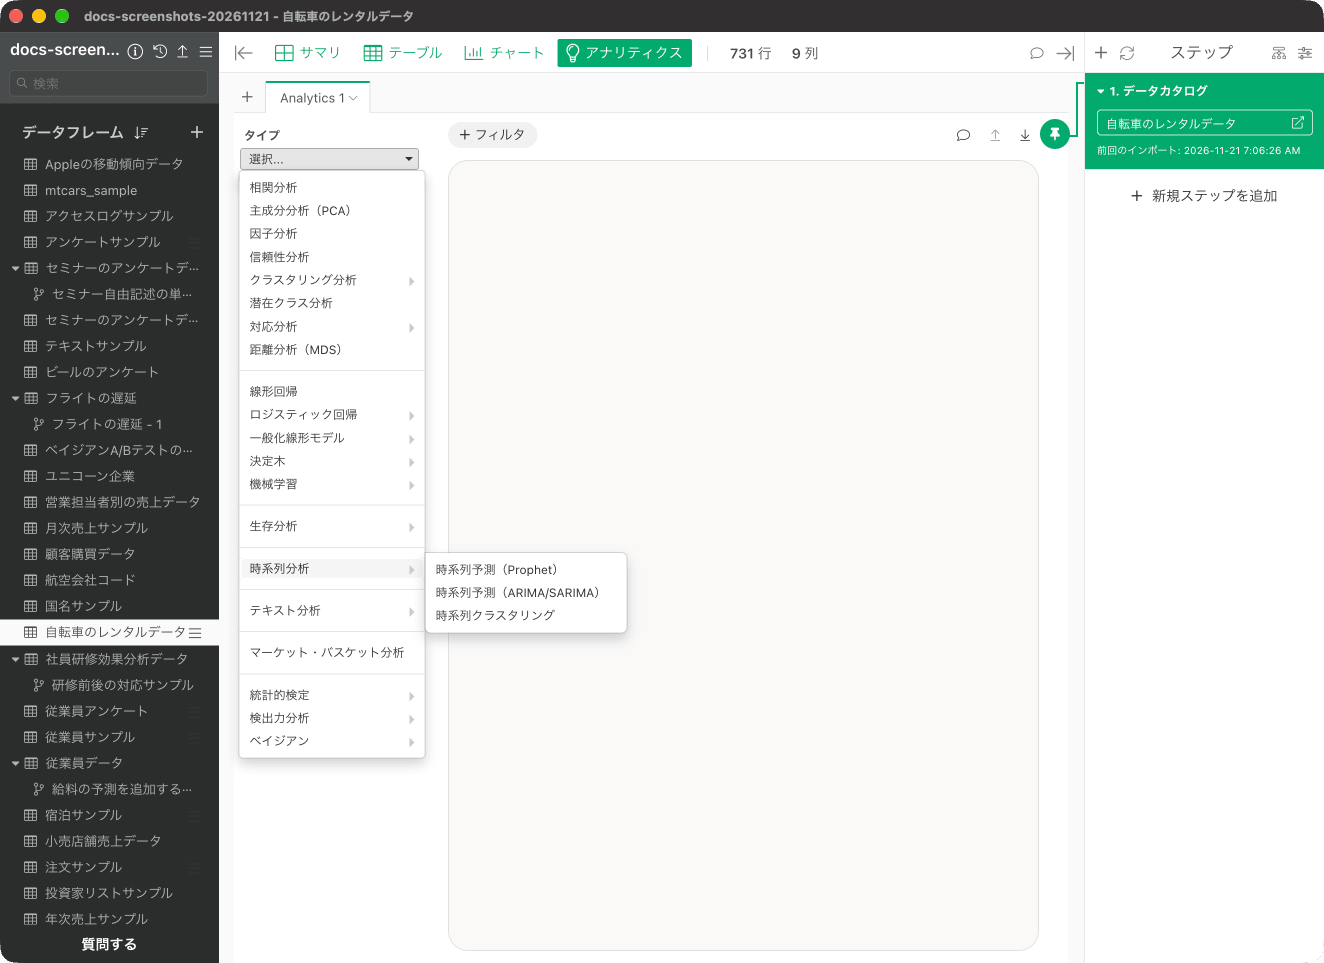 docs-screenshots-20261121 - 自転車のレンタルデータ
docs-screen...
検索
データフレーム
Appleの移動傾向データ
mtcars_sample
アクセスログサンプル
アンケートサンプル
セミナーのアンケートデ...
セミナー自由記述の単...
セミナーのアンケートデ...
テキストサンプル
ビールのアンケート
フライトの遅延
フライトの遅延 - 1
ベイジアンA/Bテストの...
ユニコーン企業
営業担当者別の売上データ
月次売上サンプル
顧客購買データ
航空会社コード
国名サンプル
自転車のレンタルデータ
社員研修効果分析データ
研修前後の対応サンプル
従業員アンケート
従業員サンプル
従業員データ
給料の予測を追加する...
宿泊サンプル
小売店舗売上データ
注文サンプル
投資家リストサンプル
年次売上サンプル
質問する
サマリ
テーブル
チャート
アナリティクス
731 行
9 列
Analytics 1
タイプ
選択...
フィルタ
相関分析
主成分分析（PCA）
因子分析
信頼性分析
クラスタリング分析
潜在クラス分析
対応分析
距離分析（MDS）
線形回帰
ロジスティック回帰
一般化線形モデル
決定木
機械学習
生存分析
時系列分析
テキスト分析
マーケット・バスケット分析
統計的検定
検出力分析
ベイジアン
時系列予測（Prophet）
時系列予測（ARIMA/SARIMA）
時系列クラスタリング
ステップ
1. データカタログ
自転車のレンタルデータ
前回のインポート: 2026-11-21 7:06:26 AM
新規ステップを追加